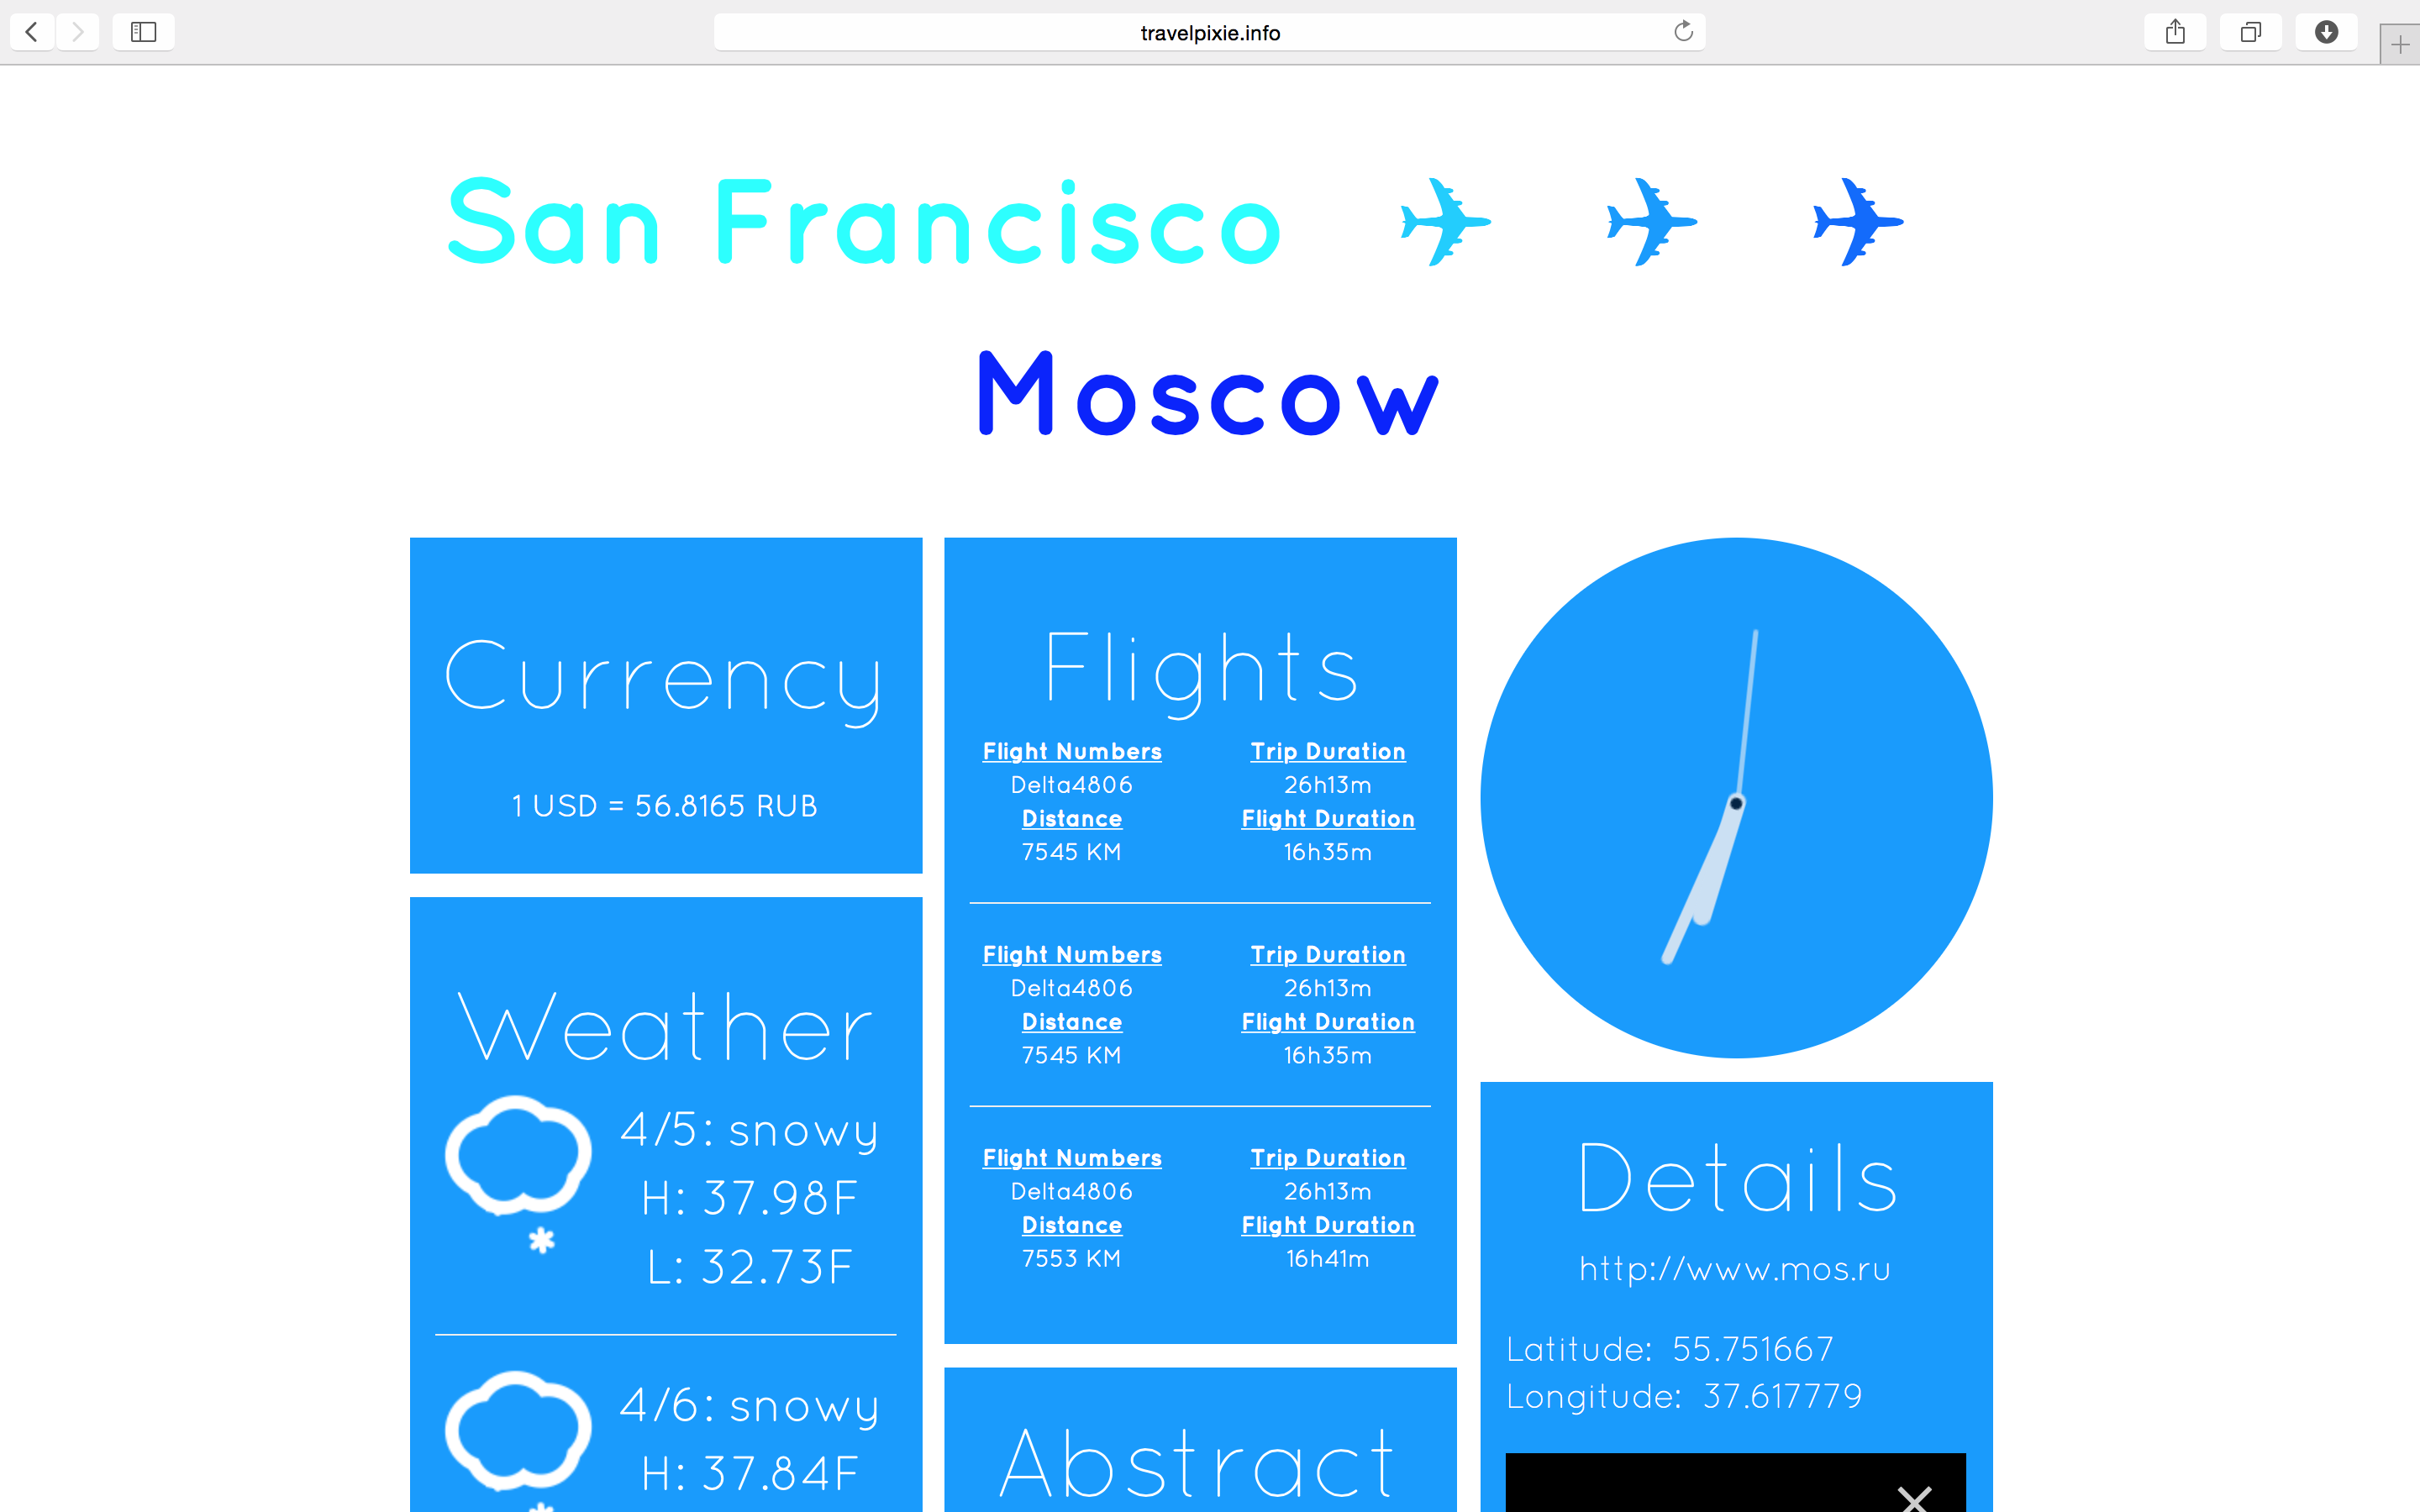 travelpixie.info
San Francisco
Moscow
Currency
1 USD = 56.8165 RUB
Weather
4/5: snowy
H: 37.98F
L: 32.73F
4/6: snowy
H: 37.84F
Flights
Flight Numbers Trip Duration
Delta4806 26h13m
Distance Flight Duration
7545 KM 16h35m
Flight Numbers Trip Duration
Delta4806 26h13m
Distance Flight Duration
7545 KM 16h35m
Flight Numbers Trip Duration
Delta4806 26h13m
Distance Flight Duration
7553 KM 16h41m
Abstract
Details
http://www.mos.ru
Latitude: 55.751667
Longitude: 37.617779